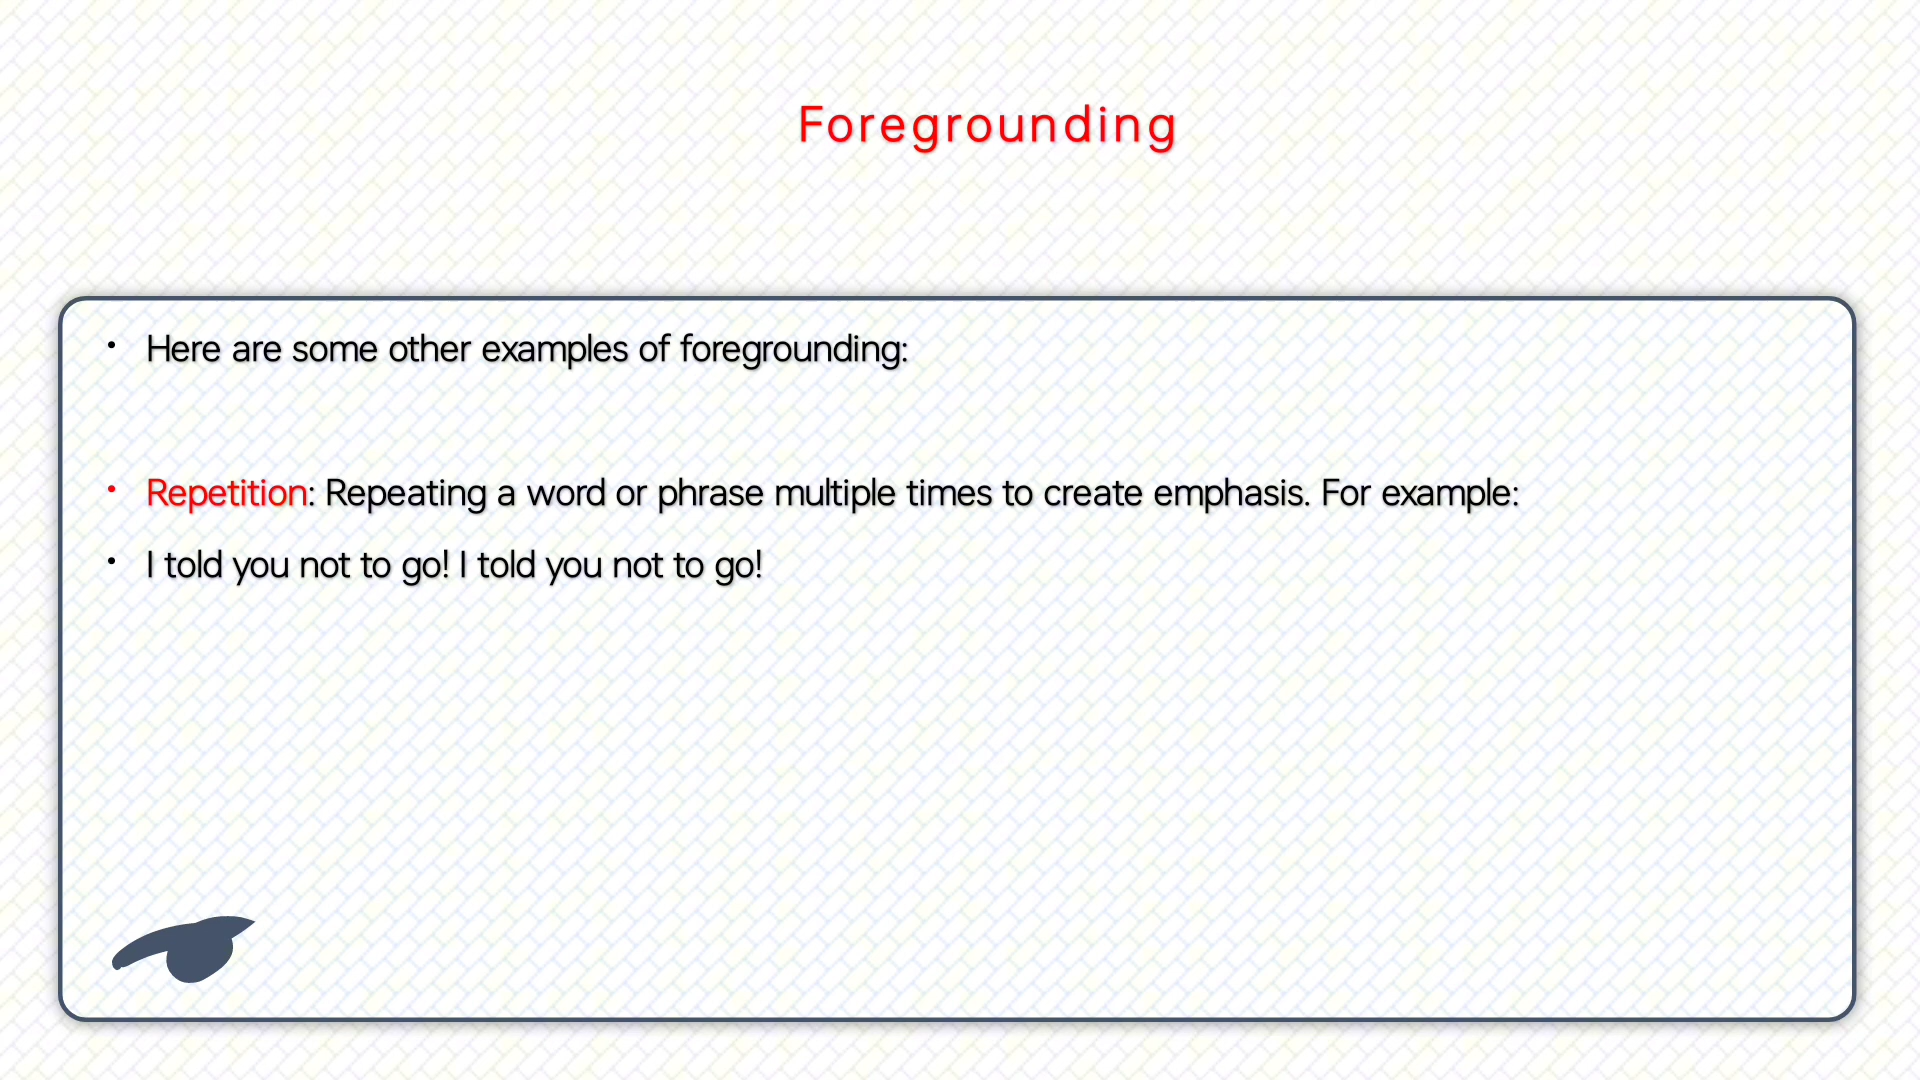 Foregrounding
• Here are some other examples of foregrounding:
• Repetition: Repeating a word or phrase multiple times to create emphasis. For example:
• I told you not to go! I told you not to go!